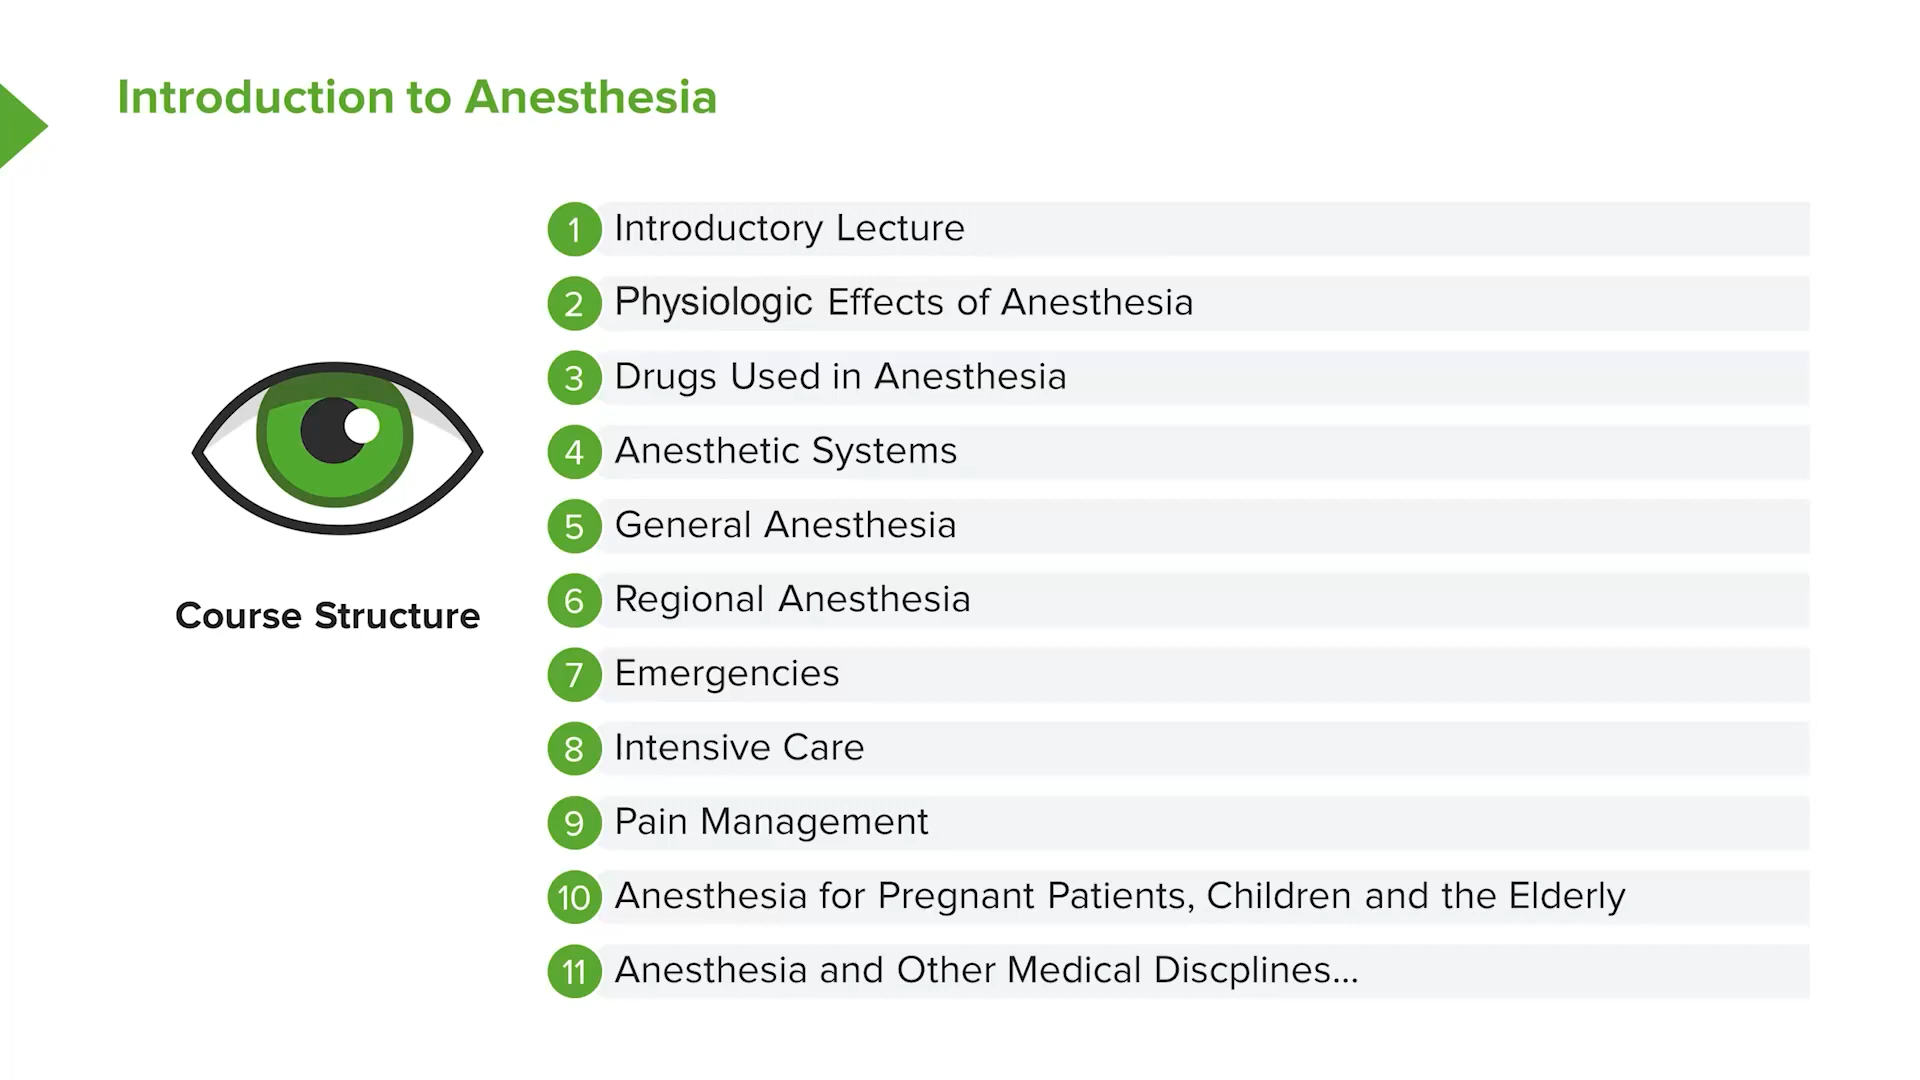 Introduction to Anesthesia
Course Structure
1 Introductory Lecture
2 Physiologic Effects of Anesthesia
3 Drugs Used in Anesthesia
4 Anesthetic Systems
5 General Anesthesia
6 Regional Anesthesia
7 Emergencies
8 Intensive Care
9 Pain Management
10 Anesthesia for Pregnant Patients, Children and the Elderly
11 Anesthesia and Other Medical Discplines...